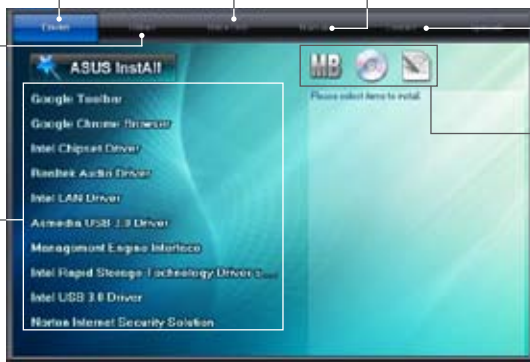 Drivers
ASUS InstAll
MB
Please select items to install.
Google Toolbar
Google Chrome Browser
Intel Chipset Driver
Realtek Audio Driver
Intel LAN Driver
Asmedia USB 3.0 Driver
Management Engine Interface
Intel Rapid Storage Technology Driver s....
Intel USB 3.0 Driver
Norton Internet Security Solution